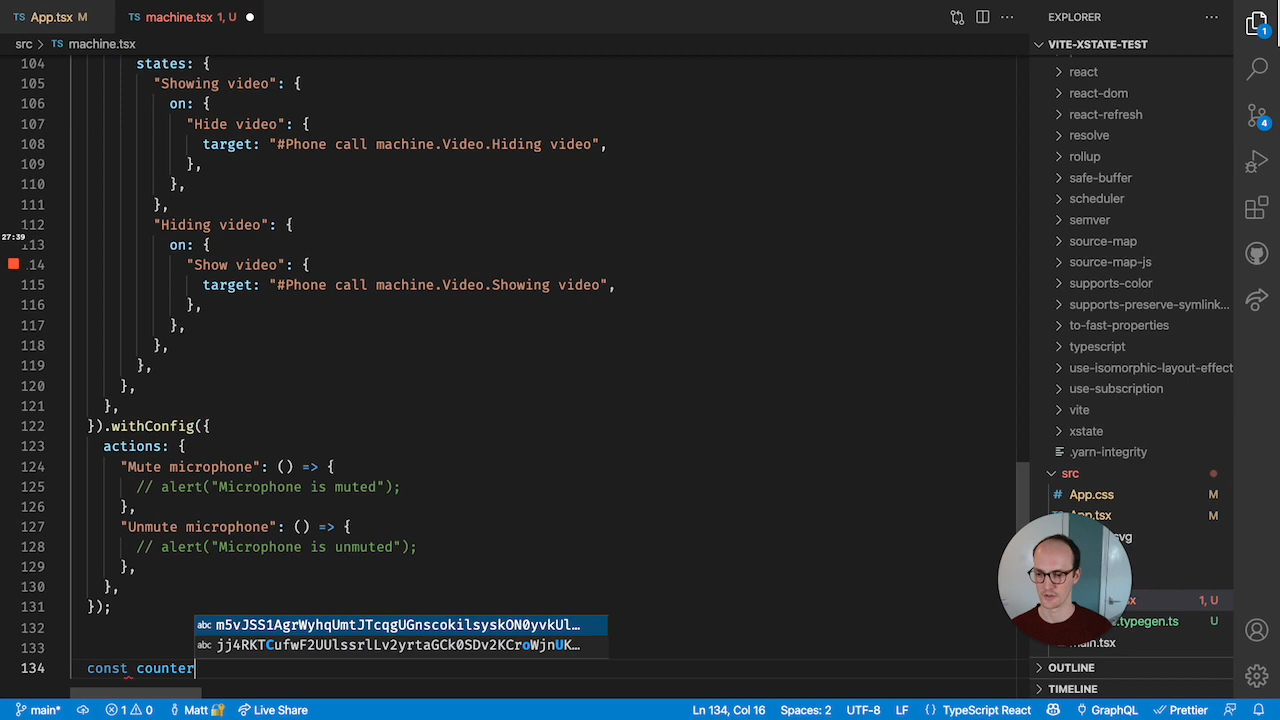 TS App.tsx M
TS machine.tsx 1, U
src > TS machine.tsx
104 states: {
105 "Showing video": {
106 on: {
107 "Hide video": {
108 target: "#Phone call machine.Video.Hiding video",
109 },
110 },
111 },
112 "Hiding video": {
27:39
113 on: {
14 "Show video": {
115 target: "#Phone call machine.Video.Showing video",
116 },
117 },
118 },
119 },
120 },
121 },
122 }).withConfig({
123 actions: {
124 "Mute microphone": () => {
125 // alert("Microphone is muted");
126 },
127 "Unmute microphone": () => {
128 // alert("Microphone is unmuted");
129 },
130 },
131 });
132
133
134 const counter
abc m5vJSS1AgrWyhqUmtJTcqgUGnscokilsyskON0yvkUl…
abc jj4RKTCufwF2UUlssrlLv2yrtaGCk0SDv2KCroWjnUK…
EXPLORER
VITE-XSTATE-TEST
react
react-dom
react-refresh
resolve
rollup
safe-buffer
scheduler
semver
source-map
source-map-js
supports-color
supports-preserve-symlink...
to-fast-properties
typescript
use-isomorphic-layout-effect
use-subscription
vite
xstate
.yarn-integrity
src
# App.css M
App.tsx M
vg
sx 1, U
.typegen.ts U
main.tsx
OUTLINE
TIMELINE
1
4
main* 1 0 Matt Live Share
Ln 134, Col 16 Spaces: 2 UTF-8 LF {} TypeScript React GraphQL Prettier